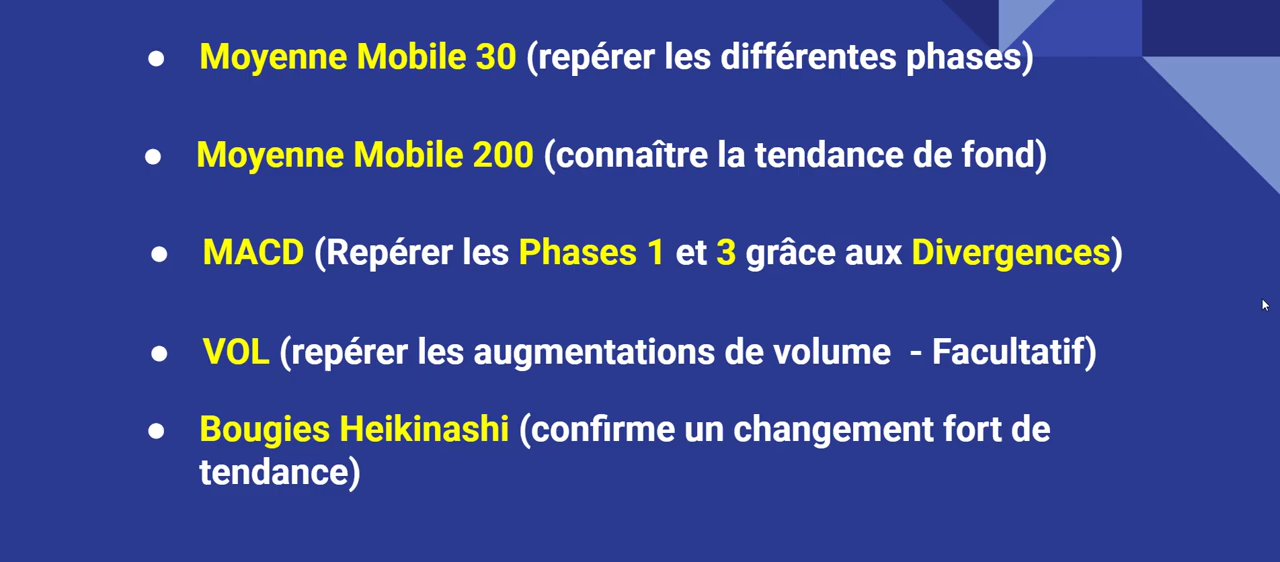 ● Moyenne Mobile 30 (repérer les différentes phases)
● Moyenne Mobile 200 (connaître la tendance de fond)
● MACD (Repérer les Phases 1 et 3 grâce aux Divergences)
● VOL (repérer les augmentations de volume - Facultatif)
● Bougies Heikinashi (confirme un changement fort de
tendance)